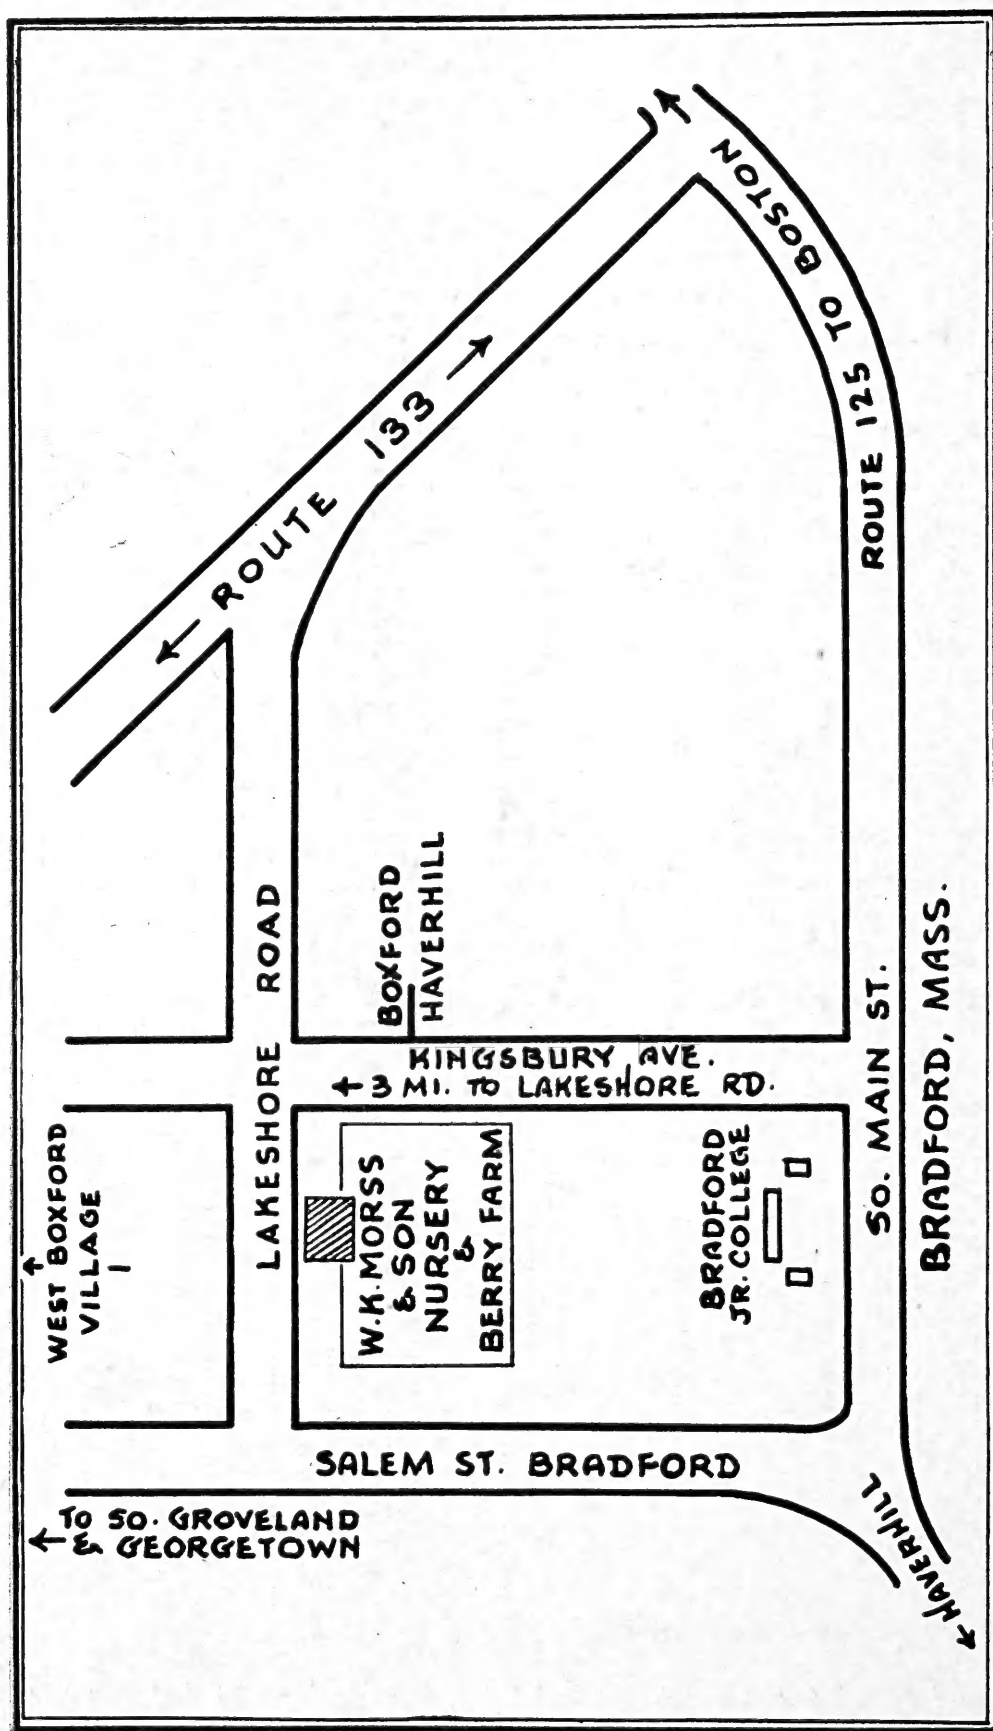 ROUTE 133
ROUTE 125 TO BOSTON
LAKESHORE ROAD
BOXFORD
HAVERHILL
KINGSBURY AVE.
3 MI. TO LAKESHORE RD.
WEST BOXFORD
VILLAGE
W.K. MORSS
& SON
NURSERY
&
BERRY FARM
BRADFORD
JR. COLLEGE
SO. MAIN ST.
BRADFORD, MASS.
SALEM ST. BRADFORD
TO SO. GROVELAND
& GEORGETOWN
HAVERHILL
HAVERHILL